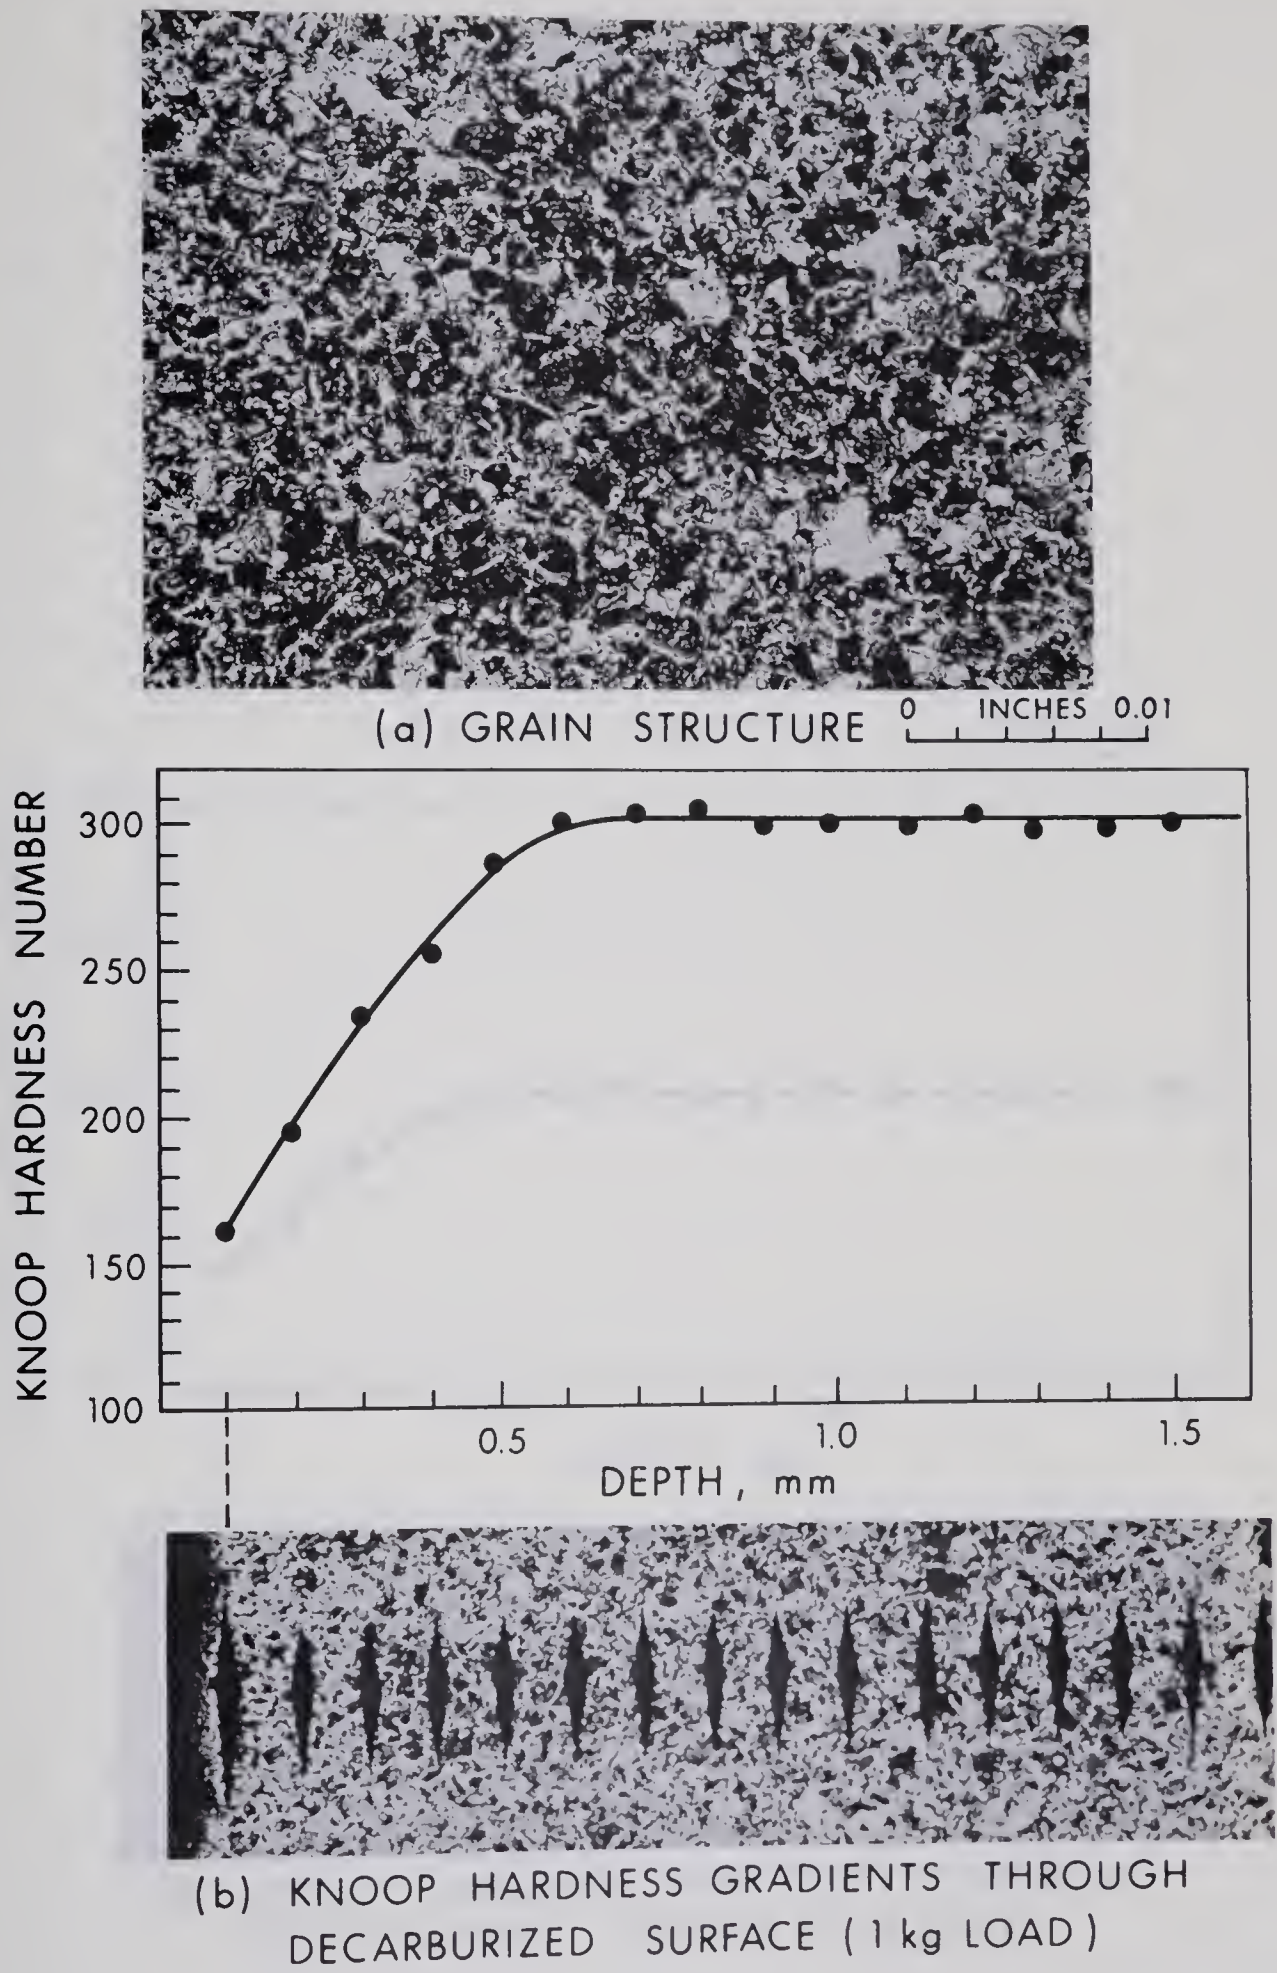 (a) GRAIN STRUCTURE
0 INCHES 0.01
KNOOP HARDNESS NUMBER
300
250
200
150
100
0.5 1.0 1.5
DEPTH, mm
(b) KNOOP HARDNESS GRADIENTS THROUGH
DECARBURIZED SURFACE (1 kg LOAD)